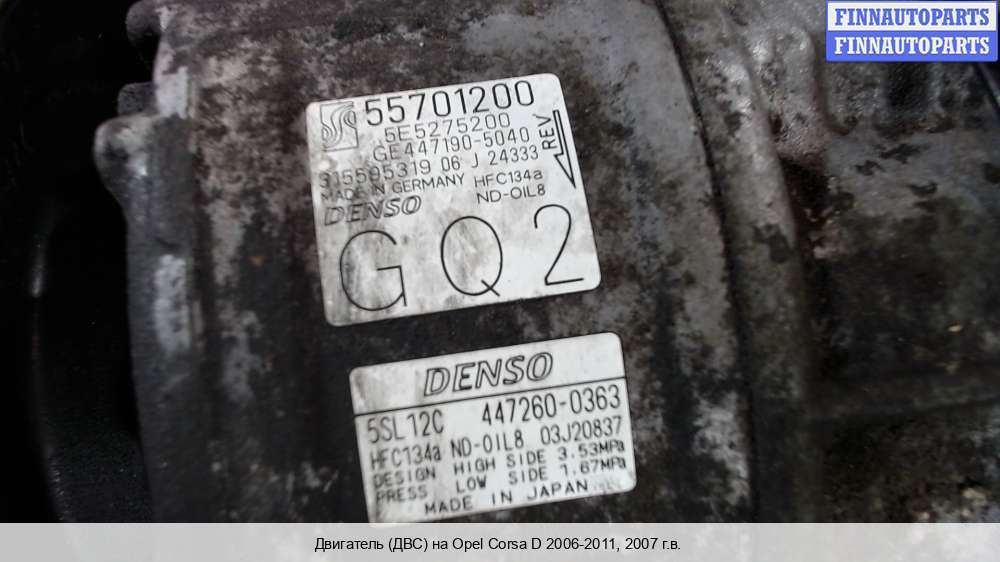 FINNAUTOPARTS
FINNAUTOPARTS
55701200
5E5275200
GE447190-5040
315595319 06 J 24333
REV
MADE IN GERMANY HFC134a
DENSO ND-OIL8
GQ2
DENSO
5SL12C 447260-0363
HFC134a ND-OIL8 03J20837
DESIGN HIGH SIDE 3.53MPa
PRESS LOW SIDE 1.67MPa
MADE IN JAPAN
Двигатель (ДВС) на Opel Corsa D 2006-2011, 2007 г.в.